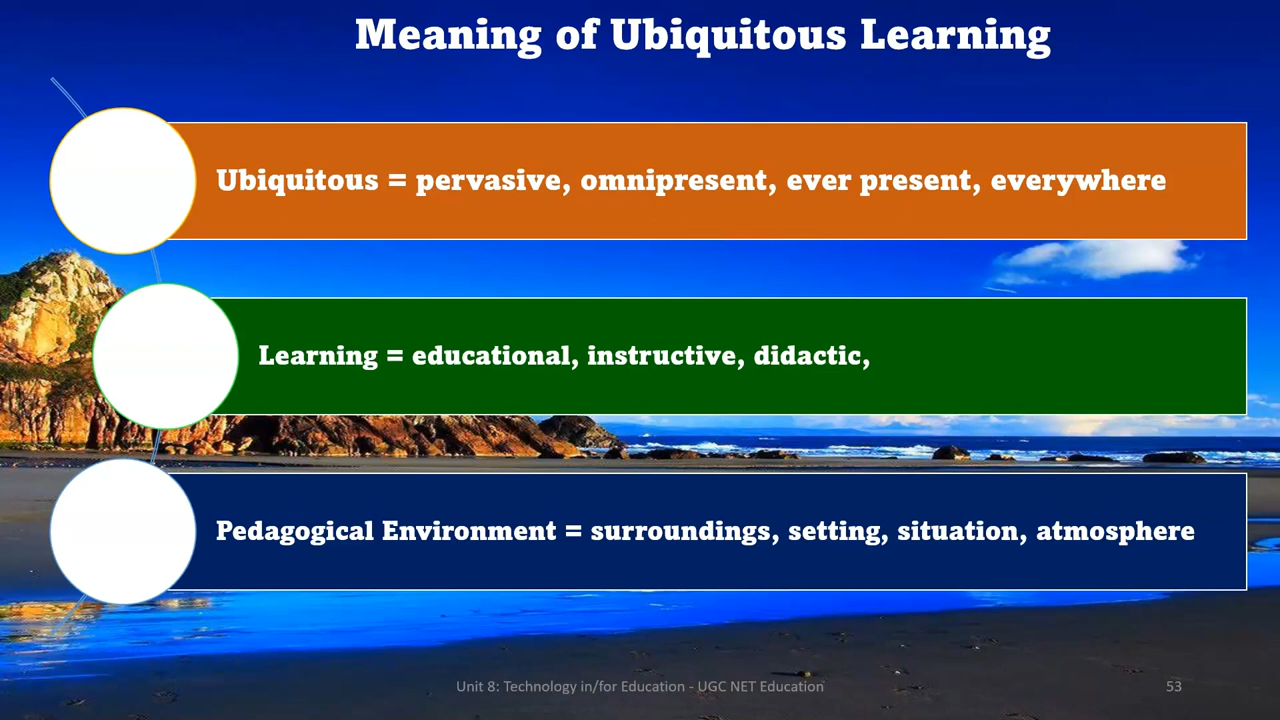 Meaning of Ubiquitous Learning
Ubiquitous = pervasive, omnipresent, ever present, everywhere
Learning = educational, instructive, didactic,
Pedagogical Environment = surroundings, setting, situation, atmosphere
Unit 8: Technology in/for Education - UGC NET Education
53